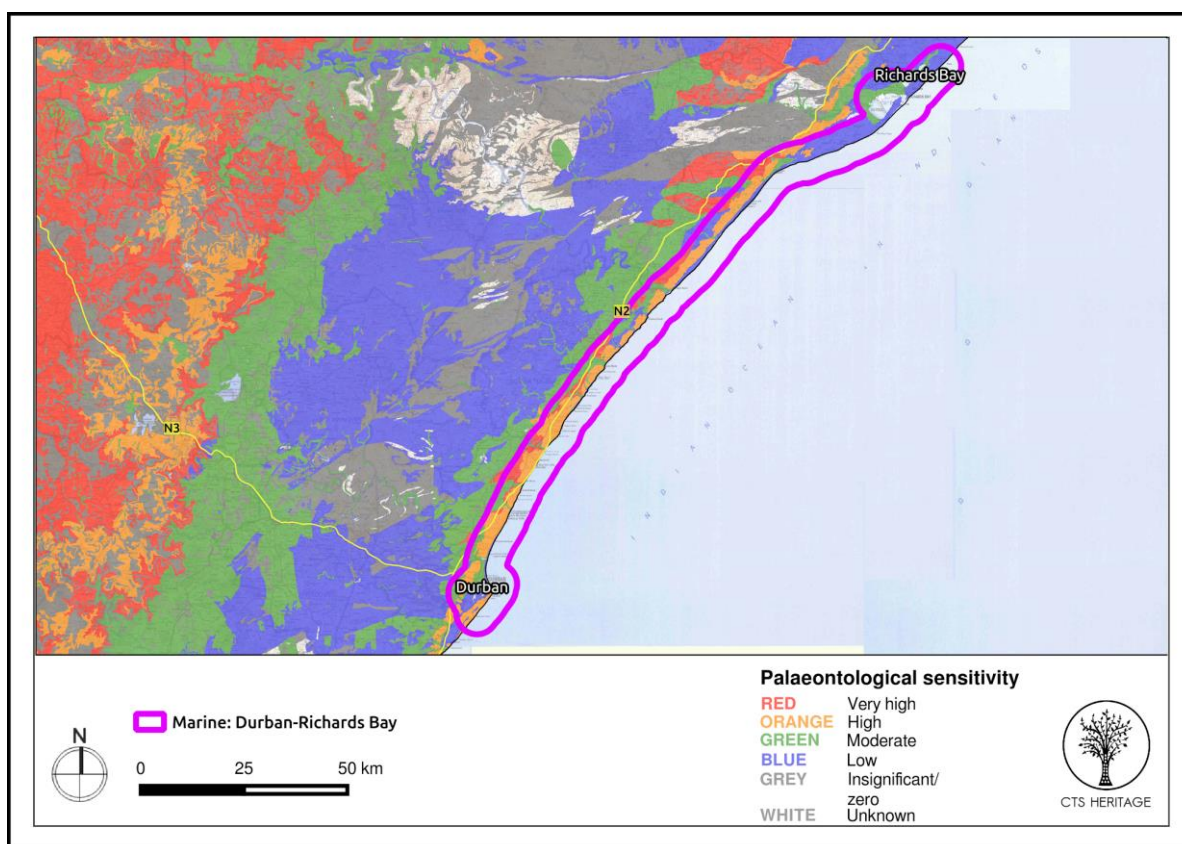 Richards Bay
N2
N3
Durban
N
Marine: Durban-Richards Bay
0 25 50 km
Palaeontological sensitivity
RED Very high
ORANGE High
GREEN Moderate
BLUE Low
GREY Insignificant/
zero
WHITE Unknown
CTS HERITAGE